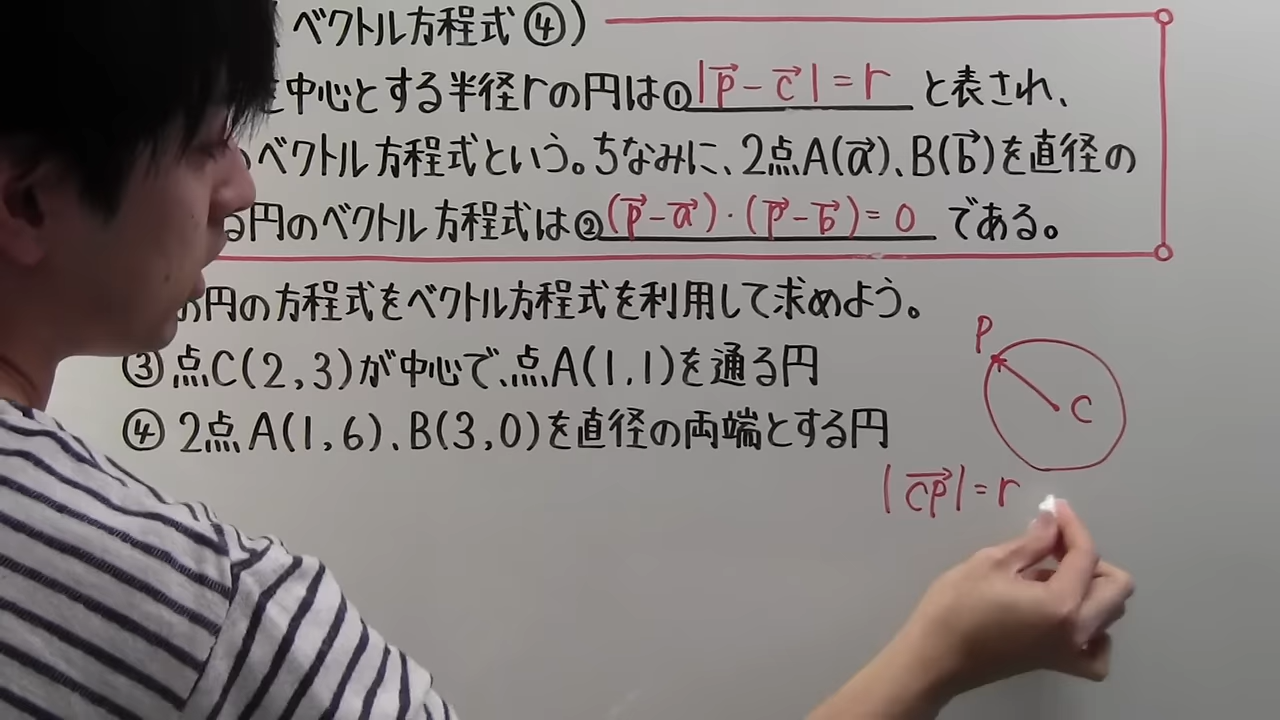 ベクトル方程式④)
中心とする半径rの円は①|p⃗-c⃗|=r と表され、
ベクトル方程式という。ちなみに、2点A(a⃗)、B(b⃗)を直径の
る円のベクトル方程式は②(p⃗-a⃗)・(p⃗-b⃗)=0 である。
円の方程式をベクトル方程式を利用して求めよう。
③点C(2,3)が中心で、点A(1,1)を通る円
④2点A(1,6)、B(3,0)を直径の両端とする円
P
C
|CP⃗|=r